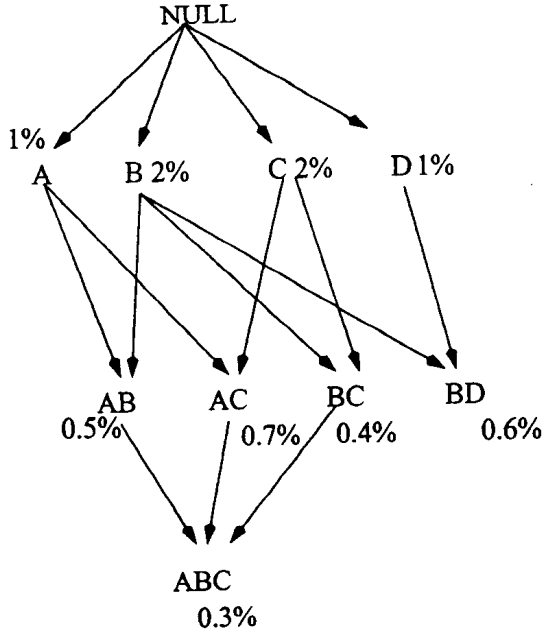 NULL
1%
A
B 2%
C 2%
D 1%
AB
AC
BC
BD
0.5%
0.7%
0.4%
0.6%
ABC
0.3%